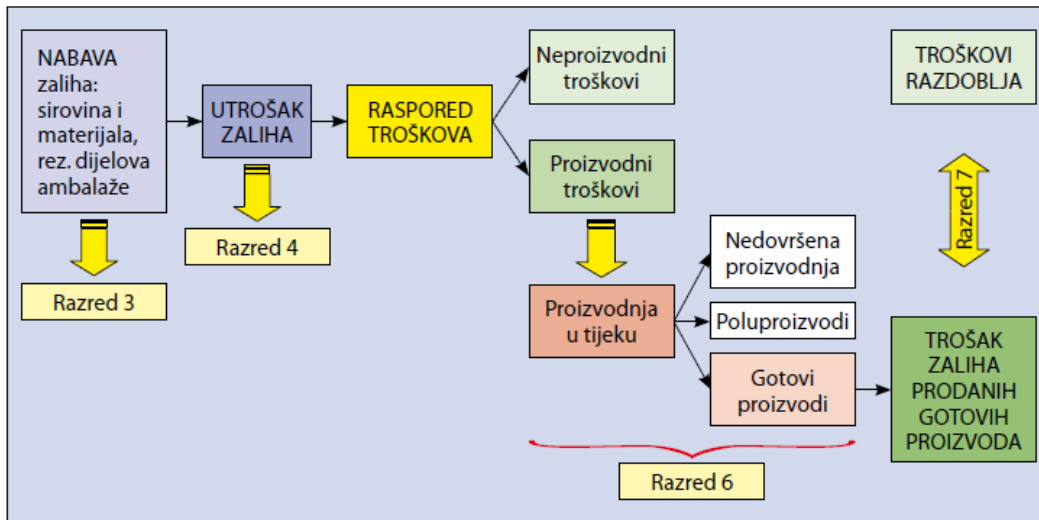 NABAVA
zaliha:
sirovina i
materijala,
rez. dijelova
ambalaže
Razred 3
UTROŠAK
ZALIHA
Razred 4
RASPORED
TROŠKOVA
Neproizvodni
troškovi
Proizvodni
troškovi
Proizvodnja
u tijeku
Nedovršena
proizvodnja
Poluproizvodi
Gotovi
proizvodi
Razred 6
TROŠKOVI
RAZDOBLJA
Razred 7
TROŠAK
ZALIHA
PRODANIH
GOTOVIH
PROIZVODA